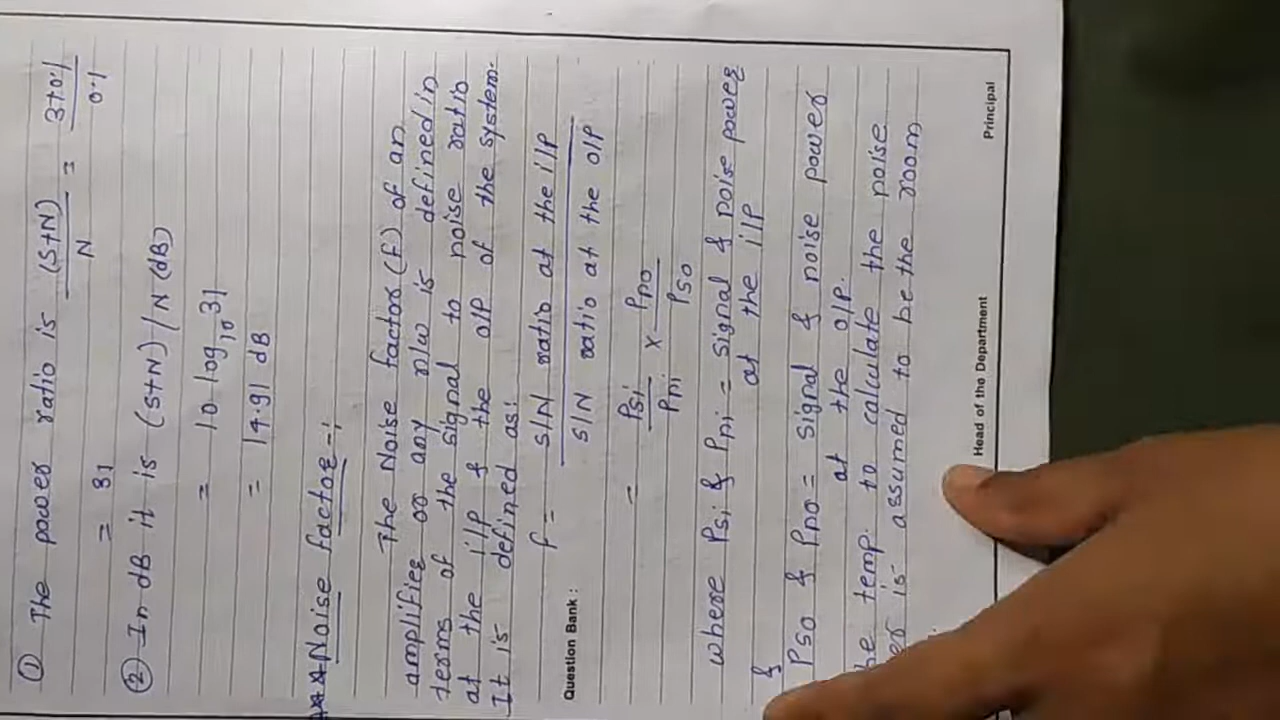 ① The power ratio is (S+N)/N = 3+0.1/0.1
= 31
② In dB it is (S+N)/N (dB)
= 10 log10 31
= 14.91 dB
Noise factor :-
The Noise factor (F) of an
amplifier or any n/w is defined in
terms of the signal to noise ratio
at the i/p & the o/p of the system.
It is defined as:
F = S/N ratio at the i/p
S/N ratio at the o/p
Question Bank :
= Psi/Pni x Pno/Pso
where Psi & Pni = signal & noise power
at the i/p
&
Pso & Pno = signal & noise power
at the o/p.
temp. to calculate the noise
is assumed to be the room
Head of the Department Principal